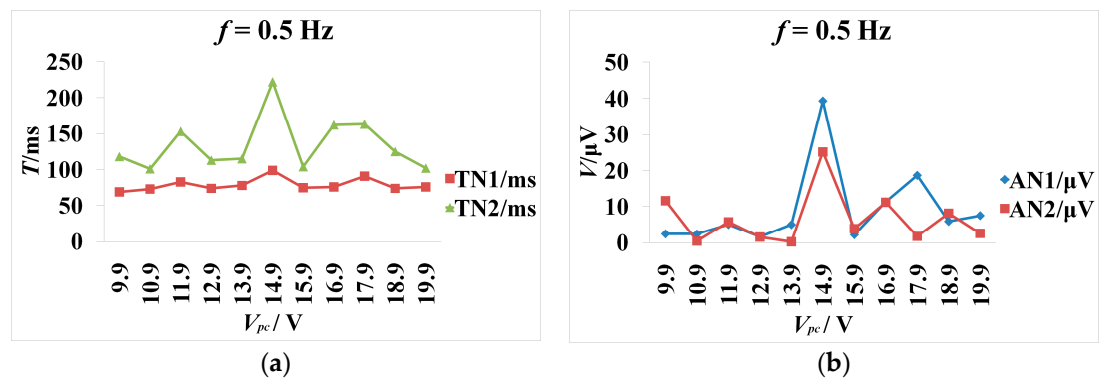 f = 0.5 Hz
250
200
150
100
50
0
T/ms
TN1/ms
TN2/ms
9.9
10.9
11.9
12.9
13.9
14.9
15.9
16.9
17.9
18.9
19.9
Vpc / V
(a)
f = 0.5 Hz
50
40
30
20
10
0
V/μV
AN1/μV
AN2/μV
9.9
10.9
11.9
12.9
13.9
14.9
15.9
16.9
17.9
18.9
19.9
Vpc / V
(b)